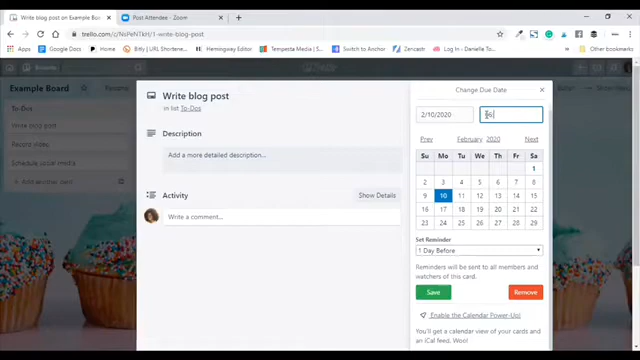 Write blog post on Example Board
Post Attendee - Zoom
trello.com/c/NsPeNTkH/1-write-blog-post
Apps
Google Docs
Home
Bitly | URL Shortene...
Hemingway Editor
Tempesta Media: S...
Switch to Anchor
Log In ‹ Danielle To...
Other bookmarks
Boards
Example Board
Personal
To-Dos
Write blog post
Record video
Schedule social media
+ Add another card
Write blog post
in list To-Dos
Description
Add a more detailed description...
Activity
Show Details
Write a comment...
Change Due Date
2/10/2020
Prev
February 2020
Next
Su Mo Tu We Th Fr Sa
1
2 3 4 5 6 7 8
9 10 11 12 13 14 15
16 17 18 19 20 21 22
23 24 25 26 27 28 29
Set Reminder
1 Day Before
Reminders will be sent to all members and
watchers of this card.
Save
Remove
Enable the Calendar Power-Up!
You'll get a calendar view of your cards and
an iCal feed, Woo!